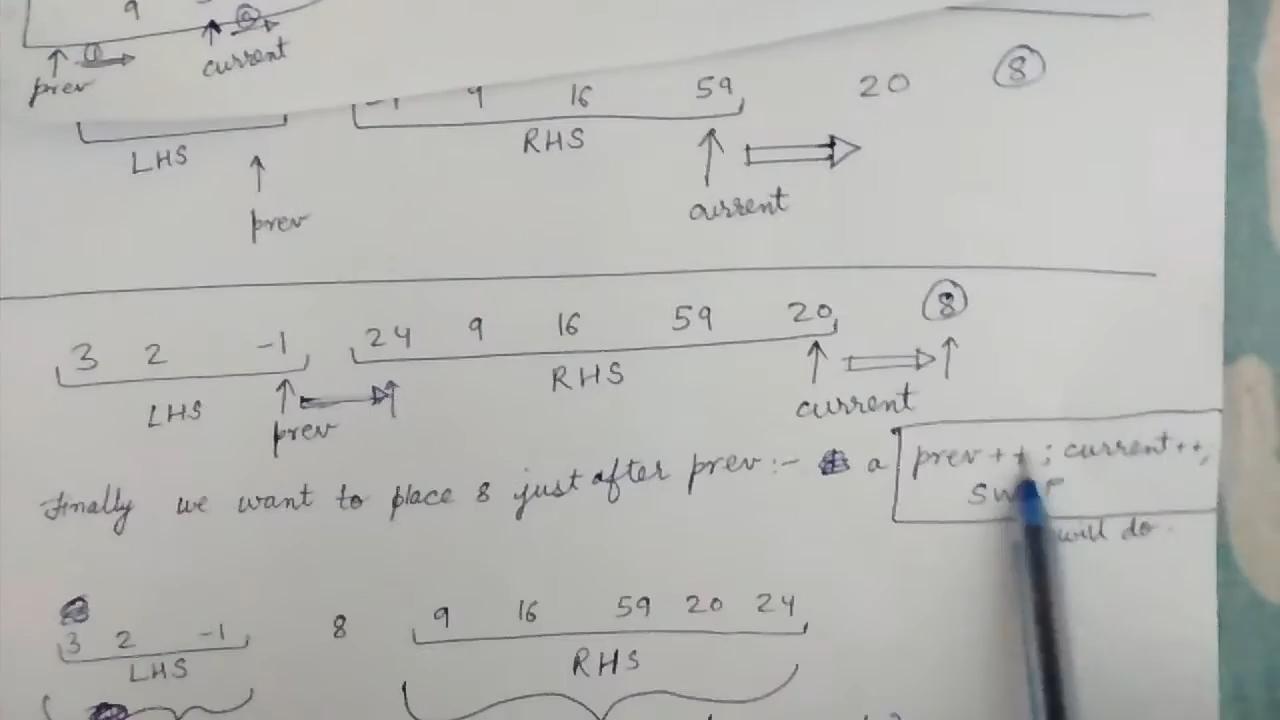 9
prev current
9 16 59 20 8
LHS RHS
prev current
3 2 -1 24 9 16 59 20 8
LHS RHS
prev current
Finally we want to place 8 just after prev:- a prev++; current++;
will do.
3 2 -1 8 9 16 59 20 24
LHS RHS